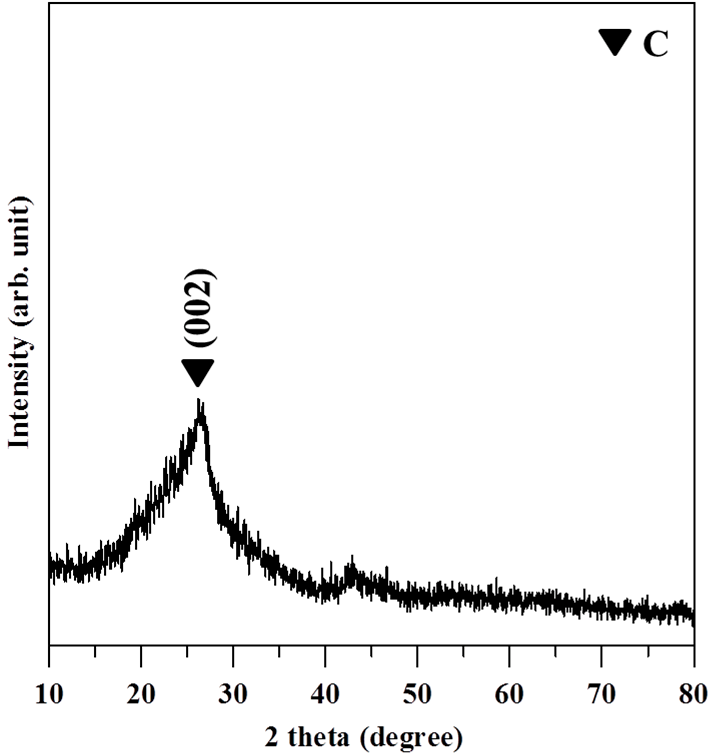 ▼ C
▼ (002)
Intensity (arb. unit)
10 20 30 40 50 60 70 80
2 theta (degree)